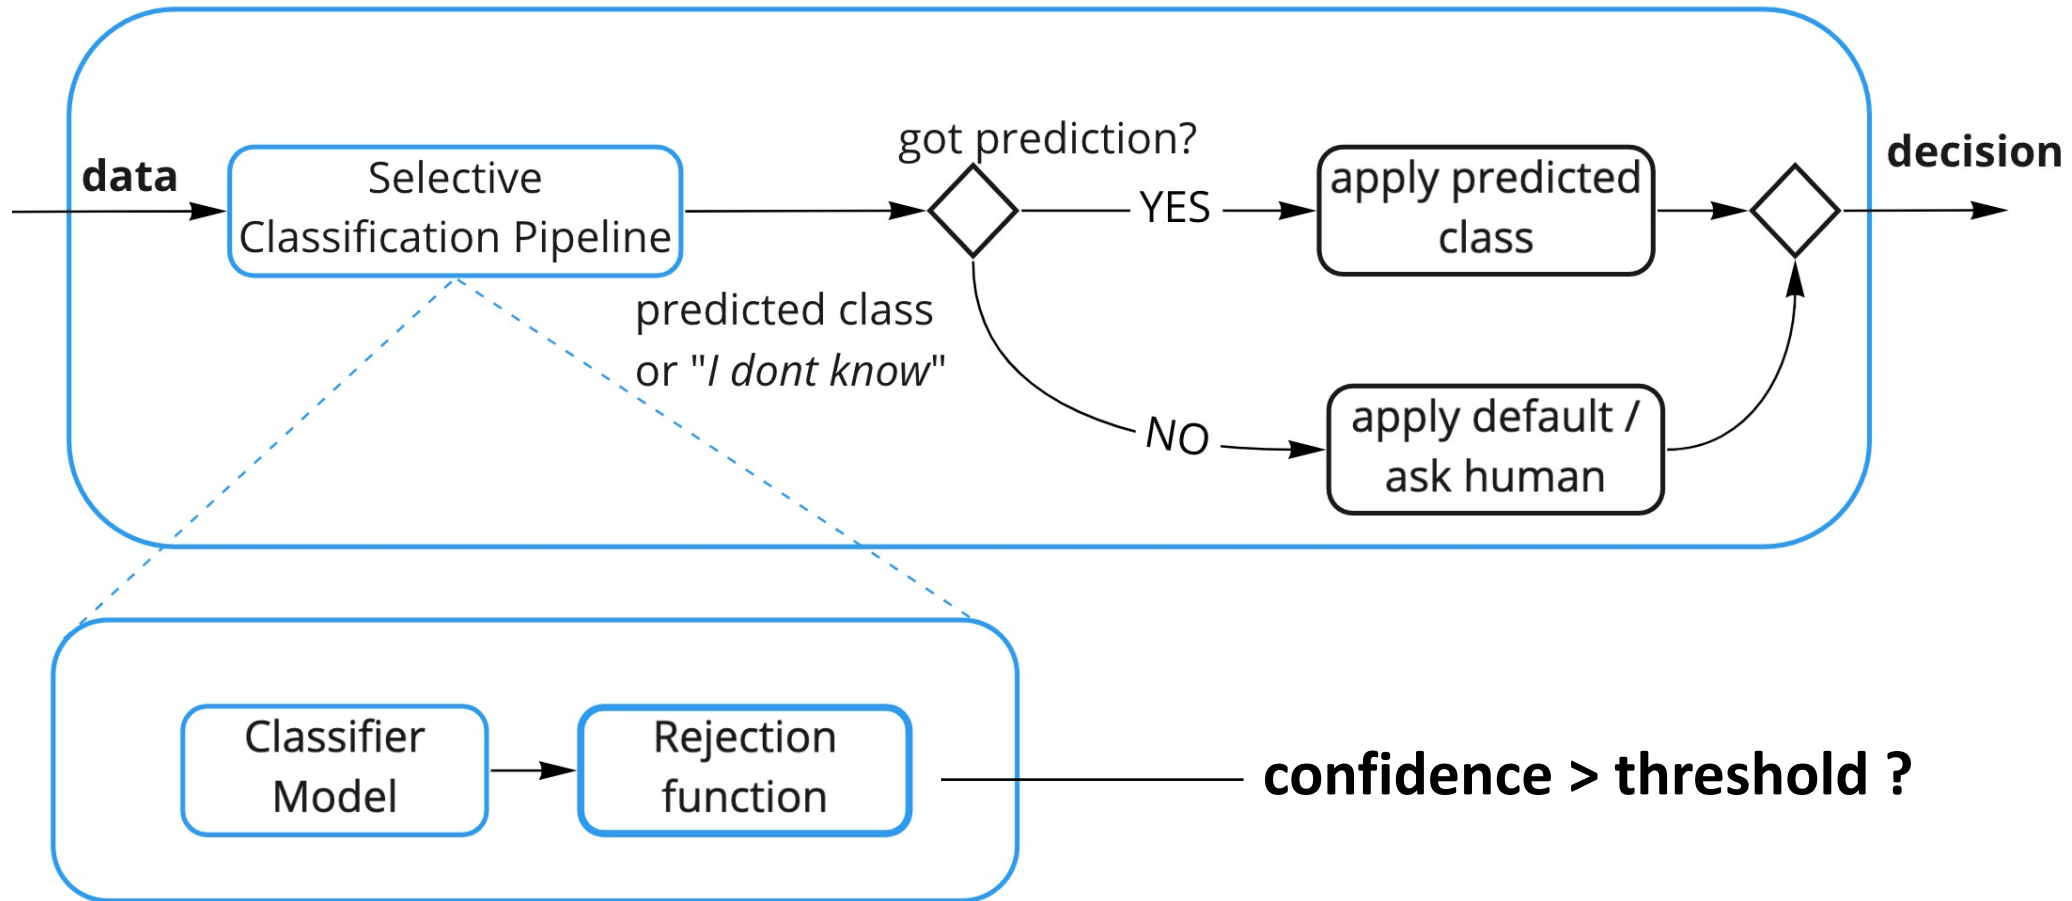 data
Selective
Classification Pipeline
predicted class
or "I dont know"
got prediction?
YES
apply predicted
class
decision
NO
apply default /
ask human
Classifier
Model
Rejection
function
confidence > threshold ?